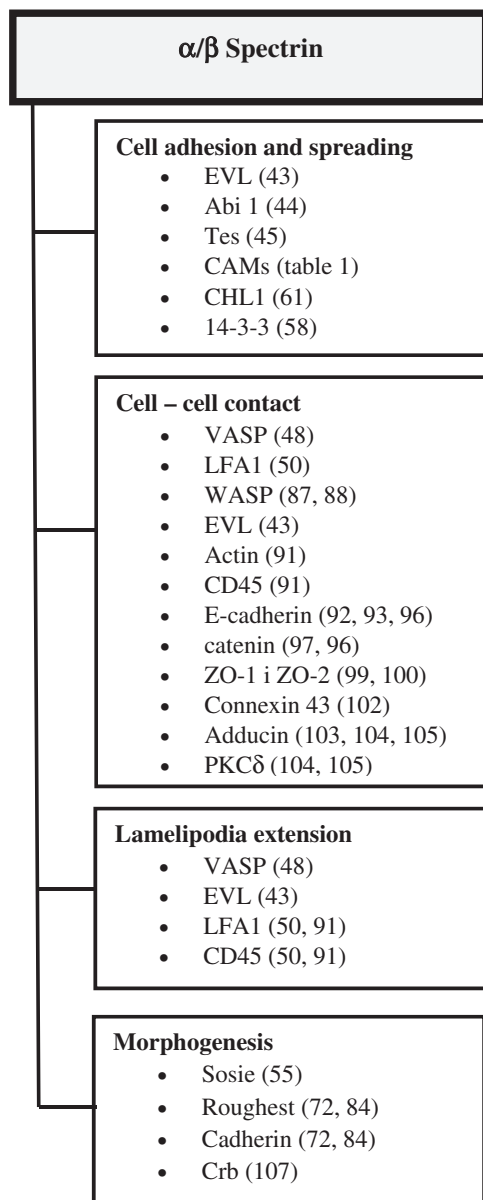 α/β Spectrin
Cell adhesion and spreading
• EVL (43)
• Abi 1 (44)
• Tes (45)
• CAMs (table 1)
• CHL1 (61)
• 14-3-3 (58)
Cell – cell contact
• VASP (48)
• LFA1 (50)
• WASP (87, 88)
• EVL (43)
• Actin (91)
• CD45 (91)
• E-cadherin (92, 93, 96)
• catenin (97, 96)
• ZO-1 i ZO-2 (99, 100)
• Connexin 43 (102)
• Adducin (103, 104, 105)
• PKCδ (104, 105)
Lamelipodia extension
• VASP (48)
• EVL (43)
• LFA1 (50, 91)
• CD45 (50, 91)
Morphogenesis
• Sosie (55)
• Roughest (72, 84)
• Cadherin (72, 84)
• Crb (107)